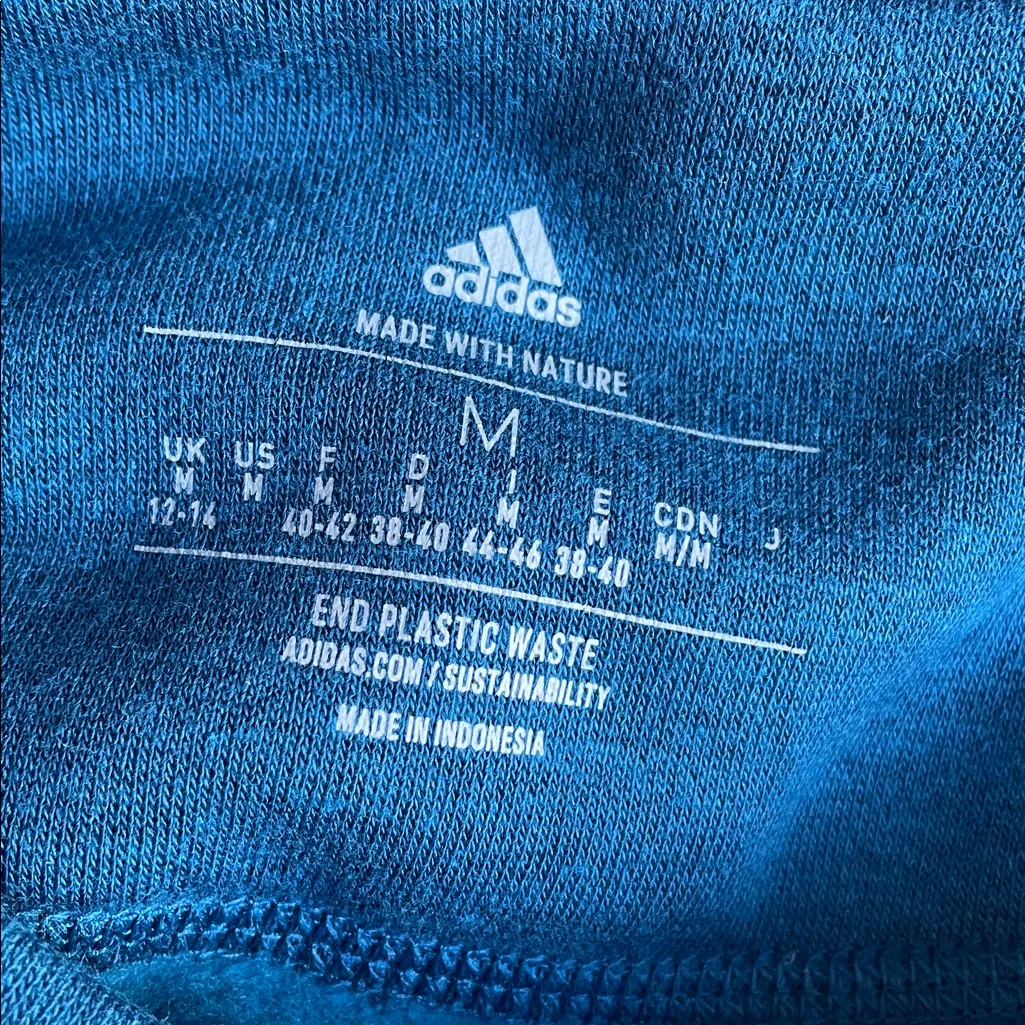 adidas
MADE WITH NATURE
M
UK US F D I E CDN J
M M M M M M M/M
12-14 40-42 38-40 44-46 38-40
END PLASTIC WASTE
ADIDAS.COM / SUSTAINABILITY
MADE IN INDONESIA